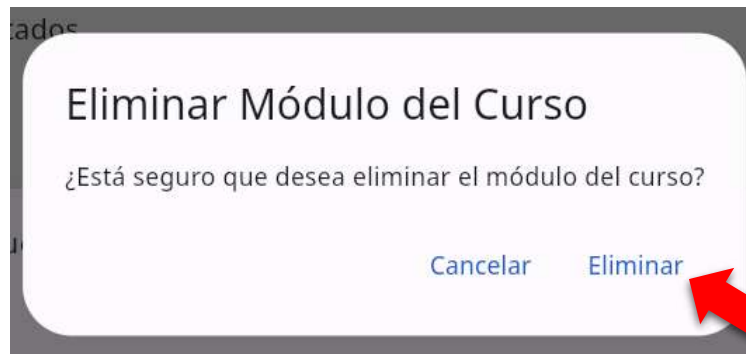 Eliminar Módulo del Curso
¿Está seguro que desea eliminar el módulo del curso?
Cancelar Eliminar